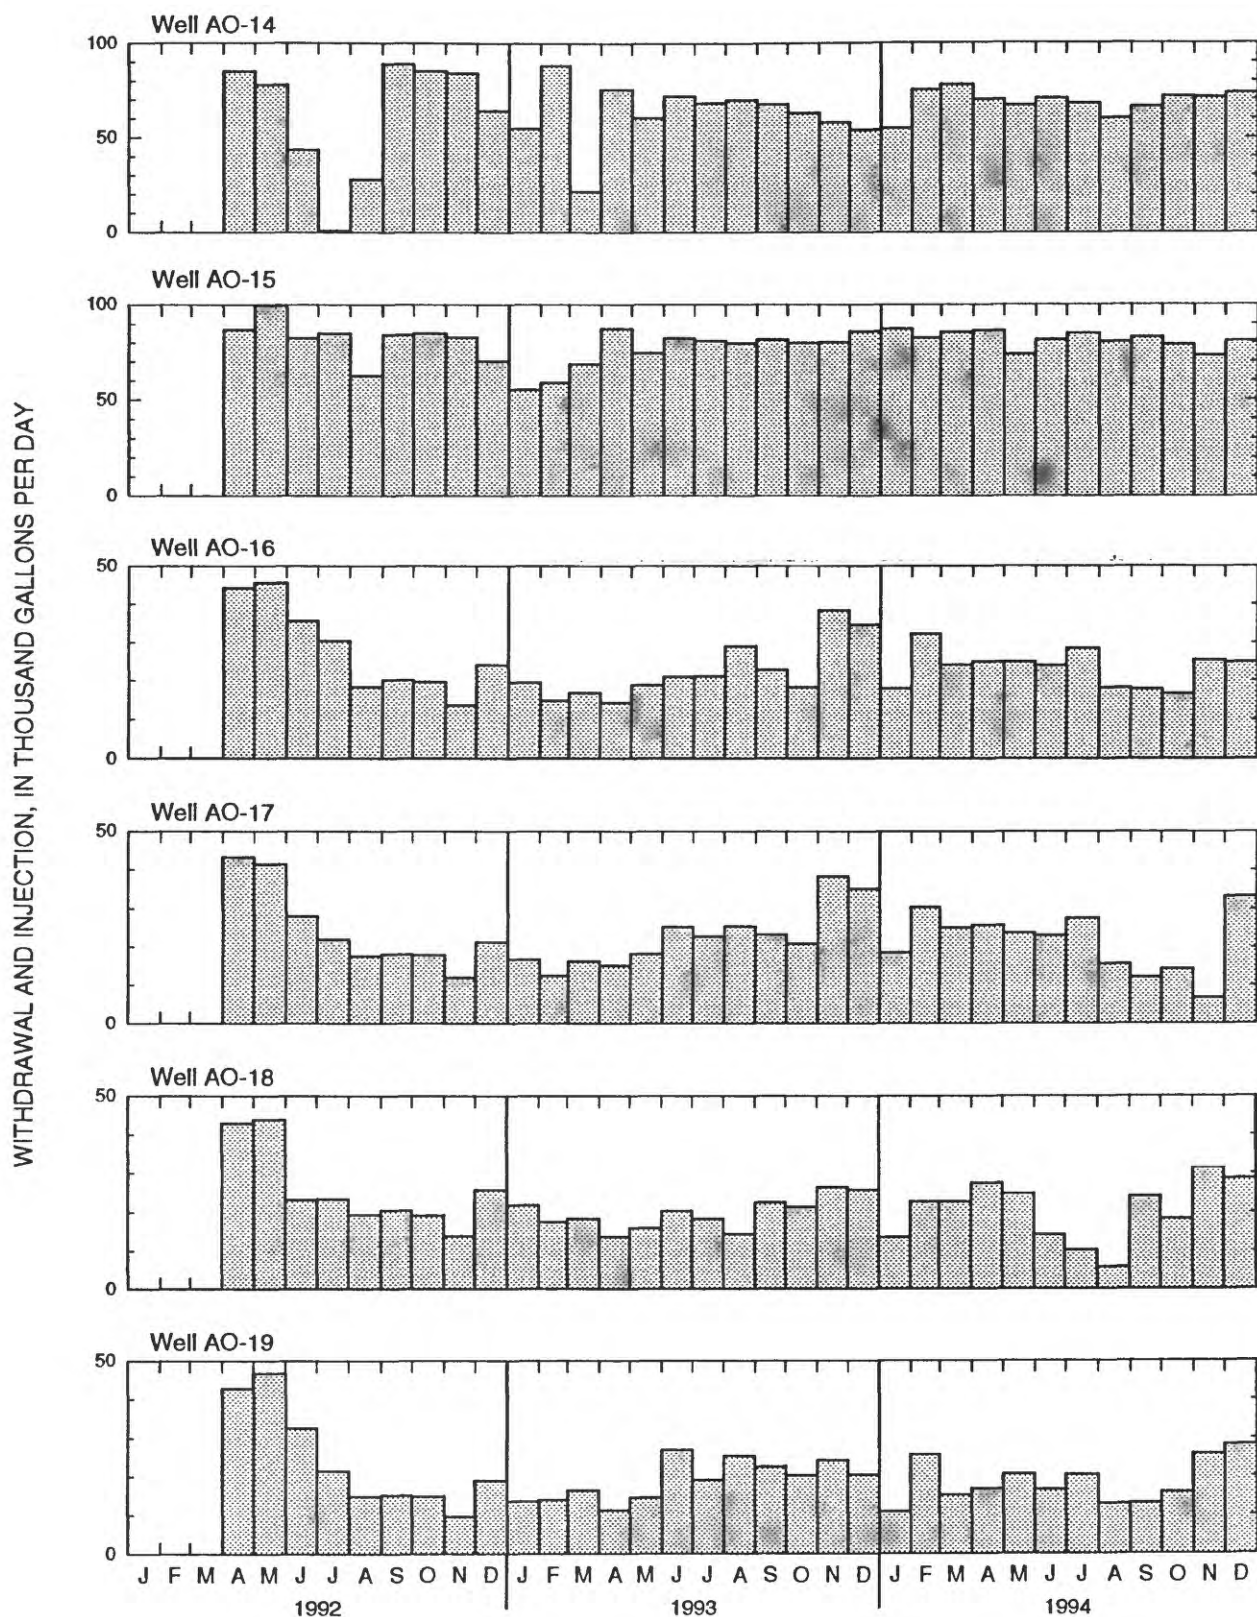 WITHDRAWAL AND INJECTION, IN THOUSAND GALLONS PER DAY
Well AO-14
100
50
0
Well AO-15
100
50
0
Well AO-16
50
0
Well AO-17
50
0
Well AO-18
50
0
Well AO-19
50
0
J F M A M J J A S O N D J F M A M J J A S O N D J F M A M J J A S O N D
1992 1993 1994